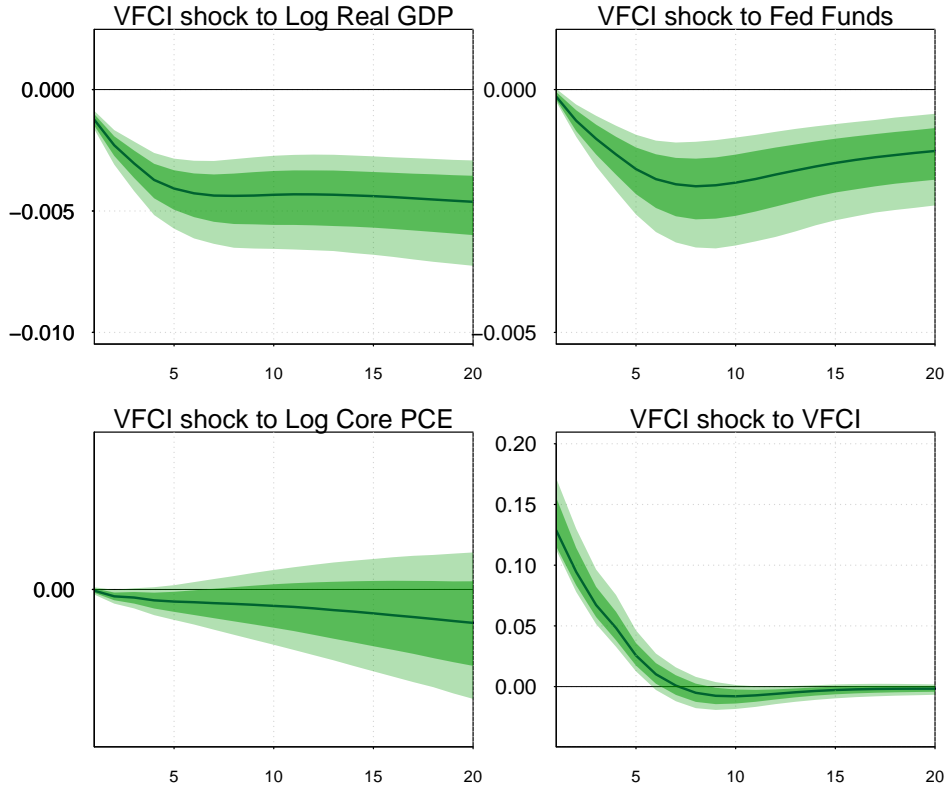 VFCI shock to Log Real GDP
0.000
−0.005
−0.010
5 10 15 20
VFCI shock to Fed Funds
0.000
−0.005
5 10 15 20
VFCI shock to Log Core PCE
0.00
5 10 15 20
VFCI shock to VFCI
0.20
0.15
0.10
0.05
0.00
5 10 15 20